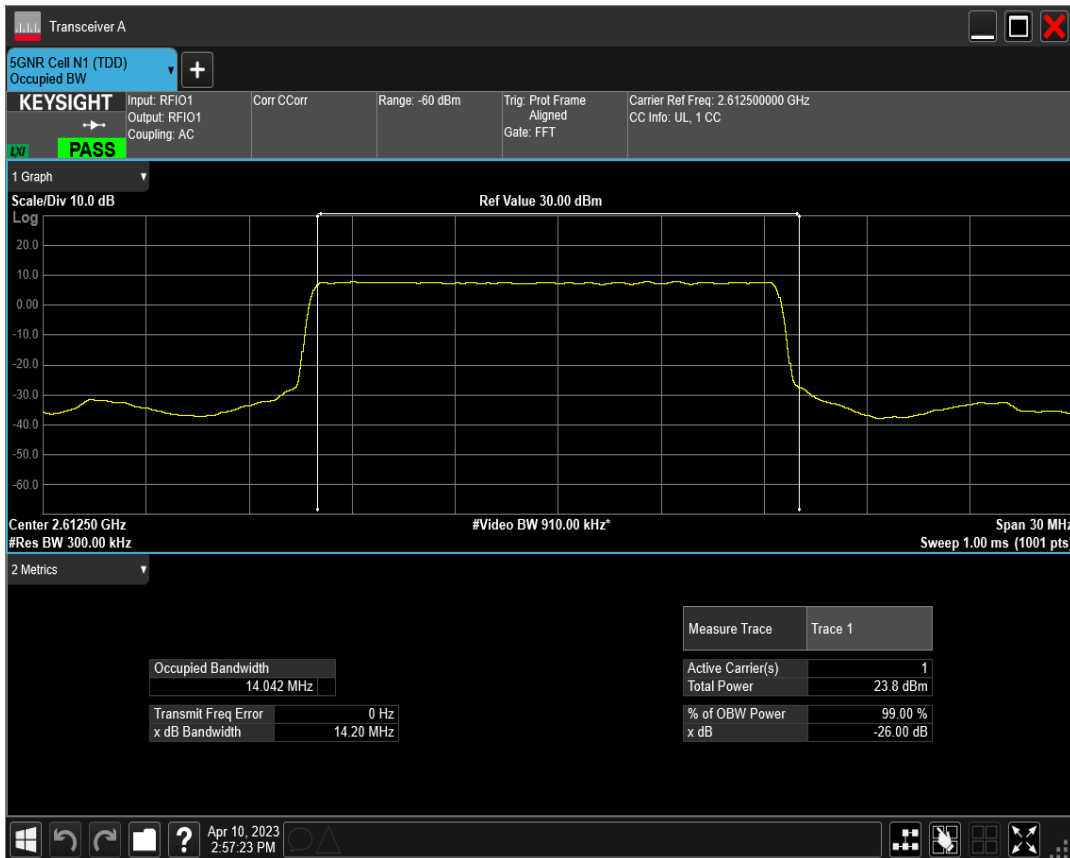 Transceiver A
5GNR Cell N1 (TDD)
Occupied BW
+
KEYSIGHT
LXI
PASS
Input: RFIO1
Output: RFIO1
Coupling: AC
Corr CCorr
Range: -60 dBm
Trig: Prot Frame
Aligned
Gate: FFT
Carrier Ref Freq: 2.612500000 GHz
CC Info: UL, 1 CC
1 Graph
Scale/Div 10.0 dB
Ref Value 30.00 dBm
Log
20.0
10.0
0.00
-10.0
-20.0
-30.0
-40.0
-50.0
-60.0
Center 2.61250 GHz
#Video BW 910.00 kHz*
Span 30 MHz
#Res BW 300.00 kHz
Sweep 1.00 ms (1001 pts)
2 Metrics
Measure Trace Trace 1
Occupied Bandwidth
14.042 MHz
Transmit Freq Error 0 Hz
x dB Bandwidth 14.20 MHz
Active Carrier(s) 1
Total Power 23.8 dBm
% of OBW Power 99.00 %
x dB -26.00 dB
?
Apr 10, 2023
2:57:23 PM